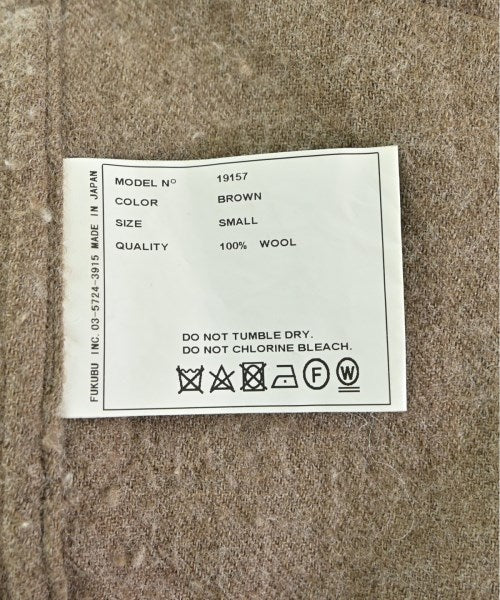 MODEL Nº 19157
COLOR BROWN
SIZE SMALL
QUALITY 100% WOOL
DO NOT TUMBLE DRY.
DO NOT CHLORINE BLEACH.
F W
FUKUBU INC. 03-5724-3915 MADE IN JAPAN